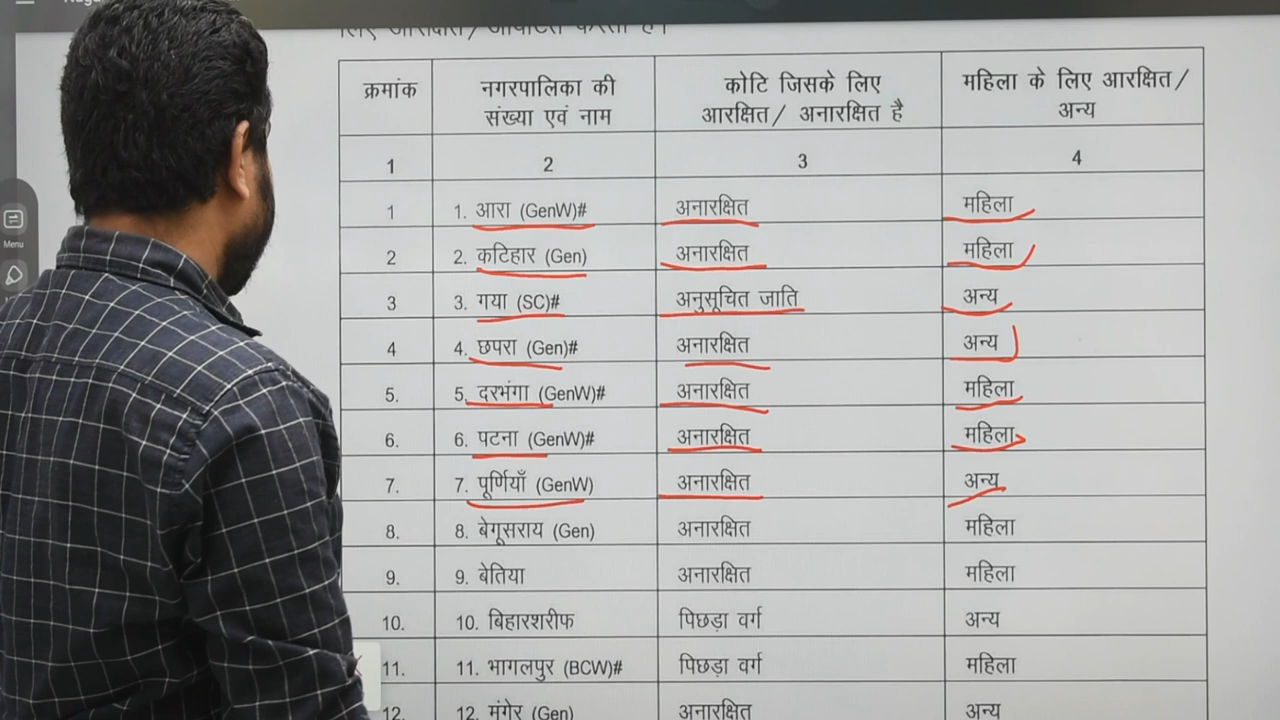 Menu
क्रमांक
नगरपालिका की संख्या एवं नाम
कोटि जिसके लिए आरक्षित/ अनारक्षित है
महिला के लिए आरक्षित/ अन्य
1 2 3 4
1 1. आरा (GenW)# अनारक्षित महिला
2 2. कटिहार (Gen) अनारक्षित महिला
3 3. गया (SC)# अनुसूचित जाति अन्य
4 4. छपरा (Gen)# अनारक्षित अन्य
5. 5. दरभंगा (GenW)# अनारक्षित महिला
6. 6. पटना (GenW)# अनारक्षित महिला
7. 7. पूर्णियाँ (GenW) अनारक्षित अन्य
8. 8. बेगूसराय (Gen) अनारक्षित महिला
9. 9. बेतिया अनारक्षित महिला
10. 10. बिहारशरीफ पिछड़ा वर्ग अन्य
11. 11. भागलपुर (BCW)# पिछड़ा वर्ग महिला
12. 12. मुंगेर (Gen) अनारक्षित अन्य